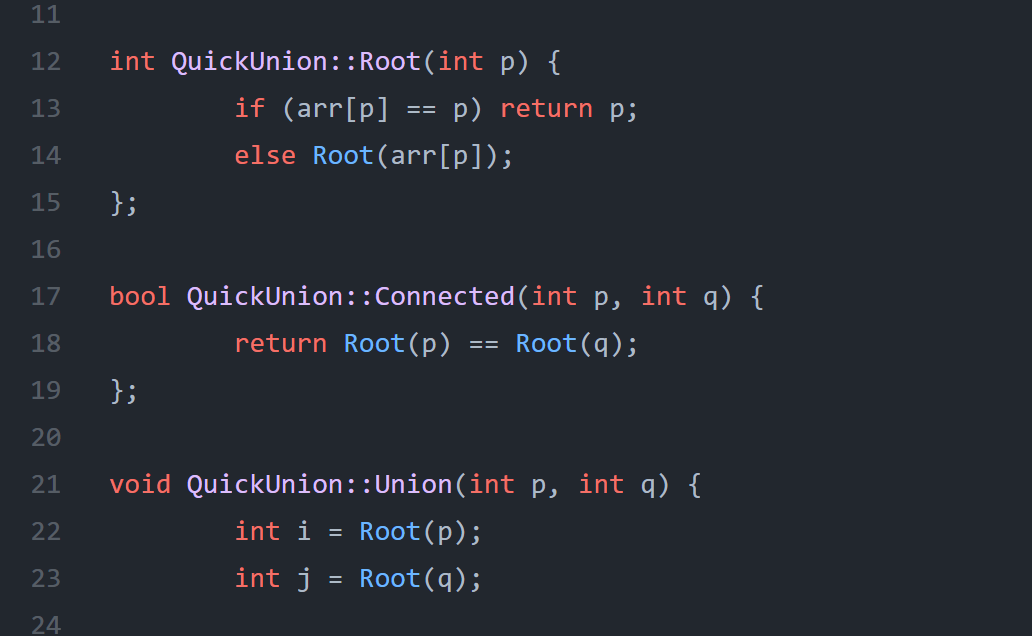 11
12 int QuickUnion::Root(int p) {
13 if (arr[p] == p) return p;
14 else Root(arr[p]);
15 };
16
17 bool QuickUnion::Connected(int p, int q) {
18 return Root(p) == Root(q);
19 };
20
21 void QuickUnion::Union(int p, int q) {
22 int i = Root(p);
23 int j = Root(q);
24